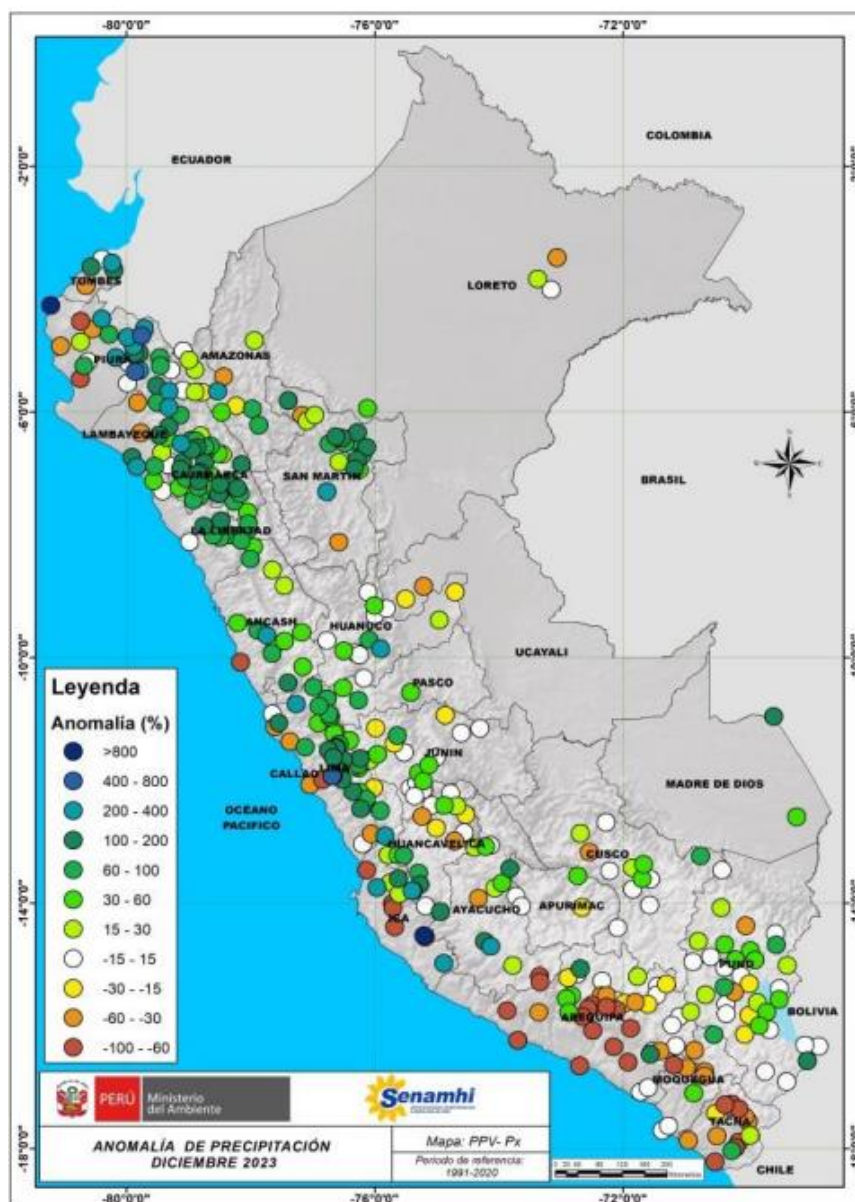 -80°0'0" -76°0'0" -72°0'0"
COLOMBIA
ECUADOR
-2°0'0"
TUMBES
LORETO
PIURA
AMAZONAS
-6°0'0"
LAMBAYEQUE
CAJAMARCA
SAN MARTIN
BRASIL
LA LIBERTAD
ANCASH
HUANUCO
UCAYALI
-10°0'0"
PASCO
JUNIN
LIMA
CALLAO
MADRE DE DIOS
OCEANO
PACIFICO
HUANCAVELICA
CUSCO
-14°0'0"
ICA
AYACUCHO
APURIMAC
PUNO
AREQUIPA
BOLIVIA
MOQUEGUA
TACNA
-18°0'0"
CHILE
Leyenda
Anomalía (%)
>800
400 - 800
200 - 400
100 - 200
60 - 100
30 - 60
15 - 30
-15 - 15
-30 - -15
-60 - -30
-100 - -60
PERÚ
Ministerio
del Ambiente
Senamhi
ANOMALÍA DE PRECIPITACIÓN
DICIEMBRE 2023
Mapa: PPV- Px
Periodo de referencia:
1991-2020
-80°0'0" -76°0'0" -72°0'0"